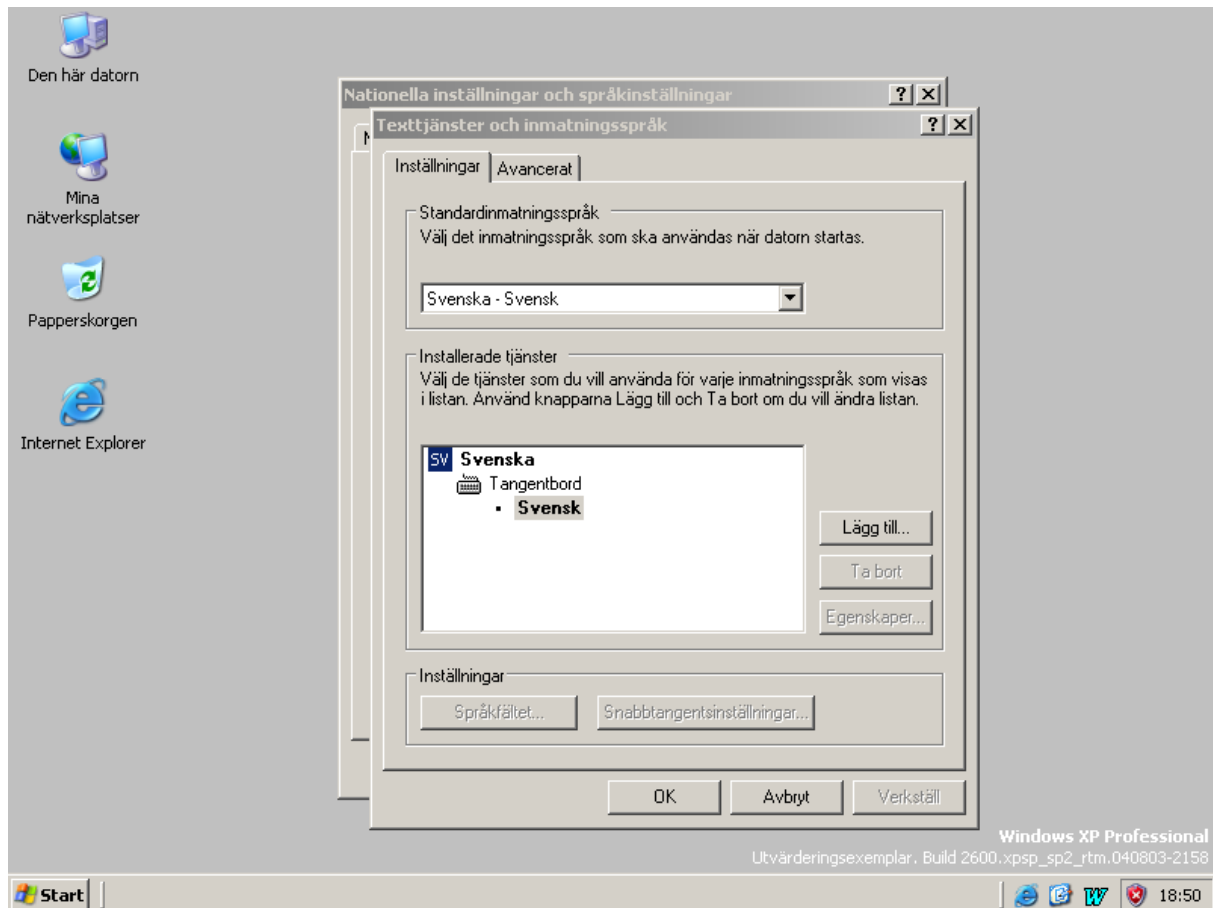 Den här datorn
Mina
nätverksplatser
Papperskorgen
Internet Explorer
Nationella inställningar och språkinställningar
Texttjänster och inmatningsspråk
Inställningar
Avancerat
Standardinmatningsspråk
Välj det inmatningsspråk som ska användas när datorn startas.
Svenska - Svensk
Installerade tjänster
Välj de tjänster som du vill använda för varje inmatningsspråk som visas
i listan. Använd knapparna Lägg till och Ta bort om du vill ändra listan.
SV Svenska
Tangentbord
Svensk
Lägg till...
Ta bort
Egenskaper...
Inställningar
Språkfältet...
Snabbtangentsinställningar...
OK
Avbryt
Verkställ
Windows XP Professional
Utvärderingsexemplar. Build 2600.xpsp_sp2_rtm.040803-2158
Start
18:50